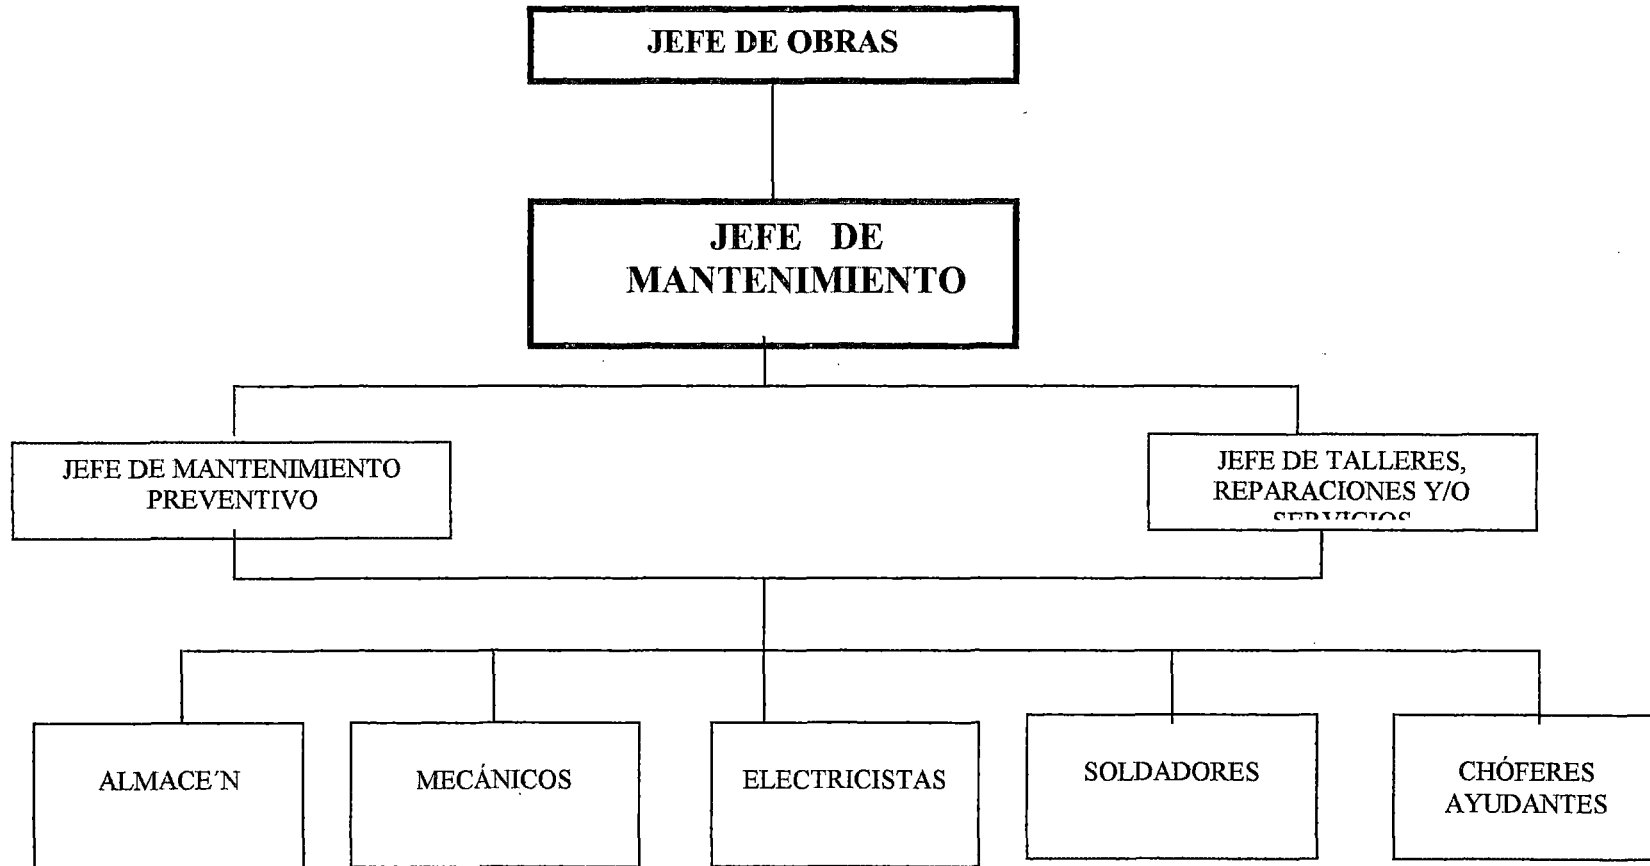 JEFE DE OBRAS
JEFE DE
MANTENIMIENTO
JEFE DE MANTENIMIENTO
PREVENTIVO
JEFE DE TALLERES,
REPARACIONES Y/O
SERVICIOS
ALMACE´N
MECÁNICOS
ELECTRICISTAS
SOLDADORES
CHÓFERES
AYUDANTES